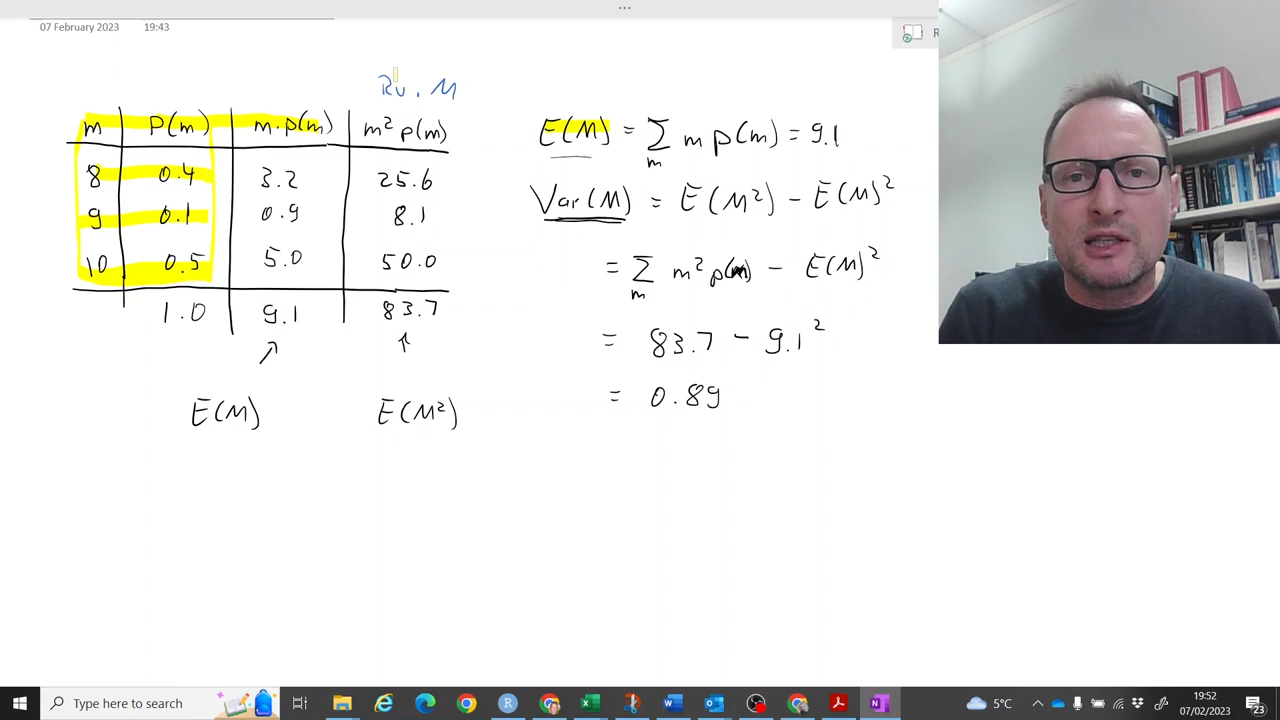 07 February 2023 19:43
R
Rv. M
m P(m) m.p(m) m² p(m)
8 0.4 3.2 25.6
9 0.1 0.9 8.1
10 0.5 5.0 50.0
1.0 9.1 83.7
↗ ↑
E(M) E(M²)
E(M) = ∑ m p(m) = 9.1
m
Var(M) = E(M²) - E(M)²
= ∑ m² p(m) - E(M)²
m
= 83.7 - 9.1²
= 0.89
Type here to search
5°C
19:52
07/02/2023
23